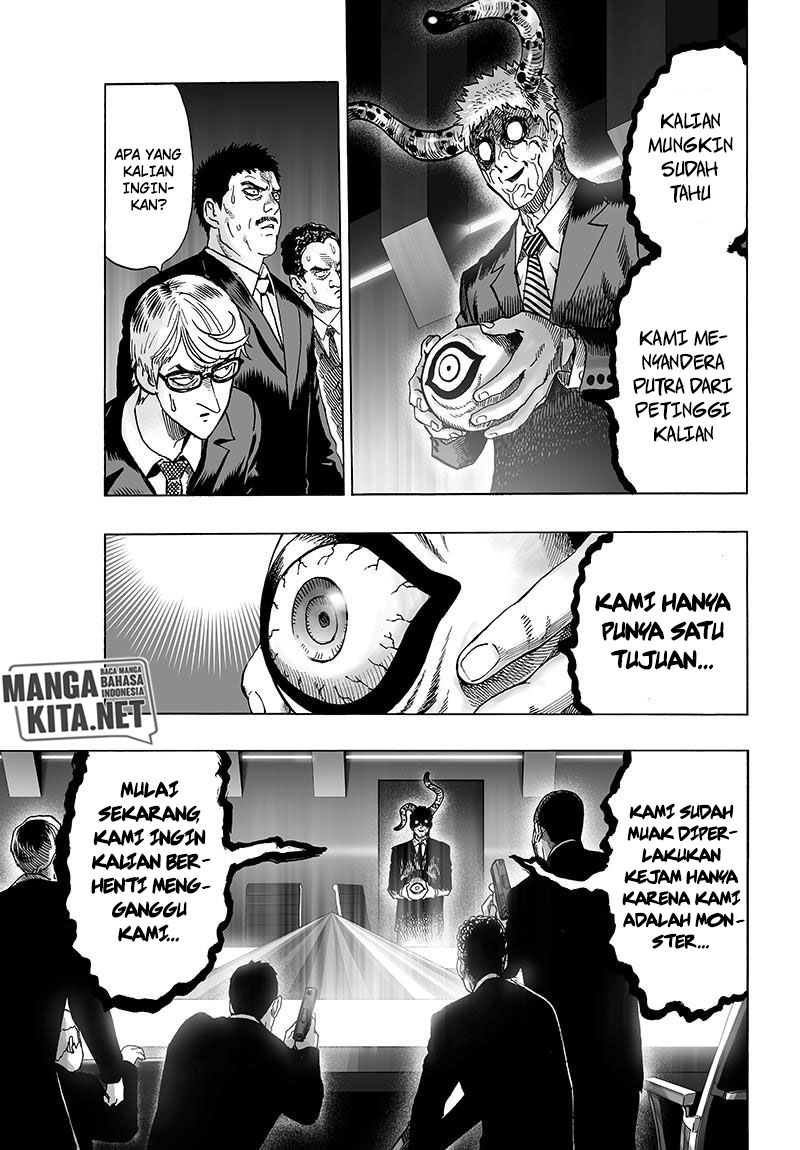 KALIAN
MUNGKIN
SUDAH
TAHU
KAMI ME-
NYANDERA
PUTRA DARI
PETINGGI
KALIAN
APA YANG
KALIAN
INGIN-
KAN?
KAMI HANYA
PUNYA SATU
TUJUAN...
MANGA
KITA.NET
BACA MANGA
BAHASA
INDONESIA
KAMI SUDAH
MUAK DIPER-
LAKUKAN
KEJAM HANYA
KARENA KAMI
ADALAH MON-
STER...
MULAI
SEKARANG,
KAMI INGIN
KALIAN BER-
HENTI MENG-
GANGGU
KAMI...